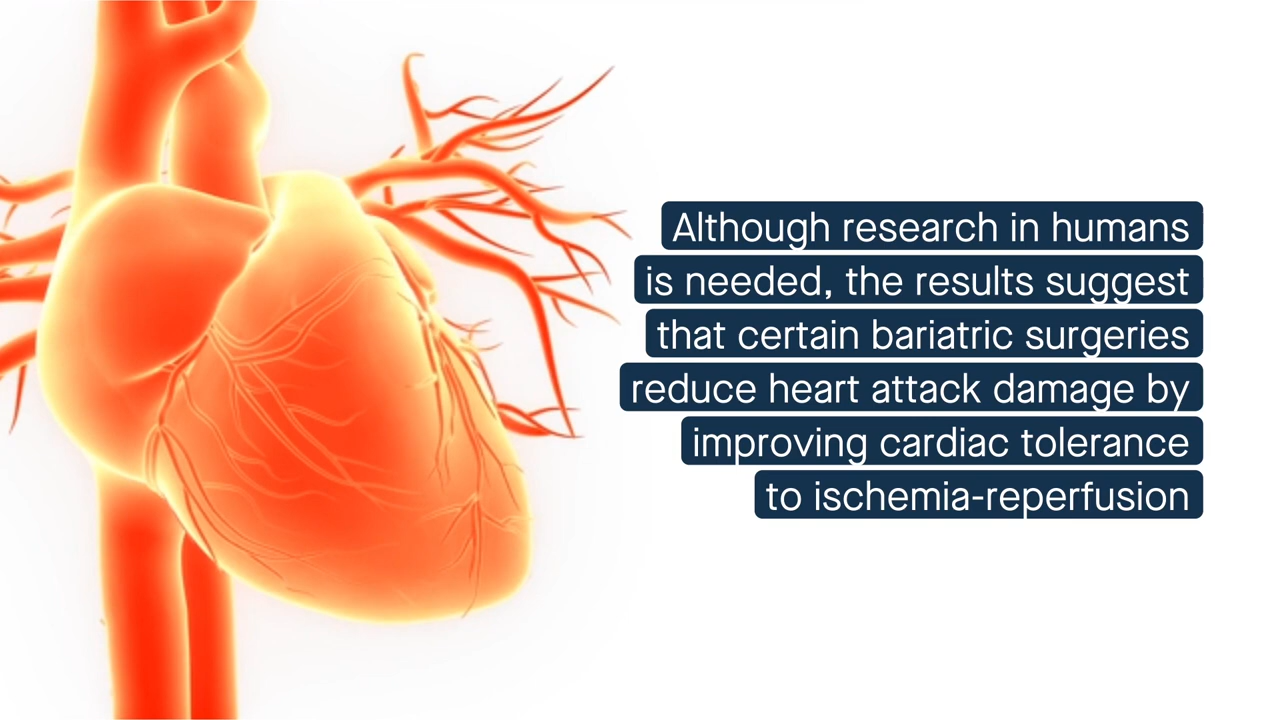 Although research in humans
is needed, the results suggest
that certain bariatric surgeries
reduce heart attack damage by
improving cardiac tolerance
to ischemia-reperfusion